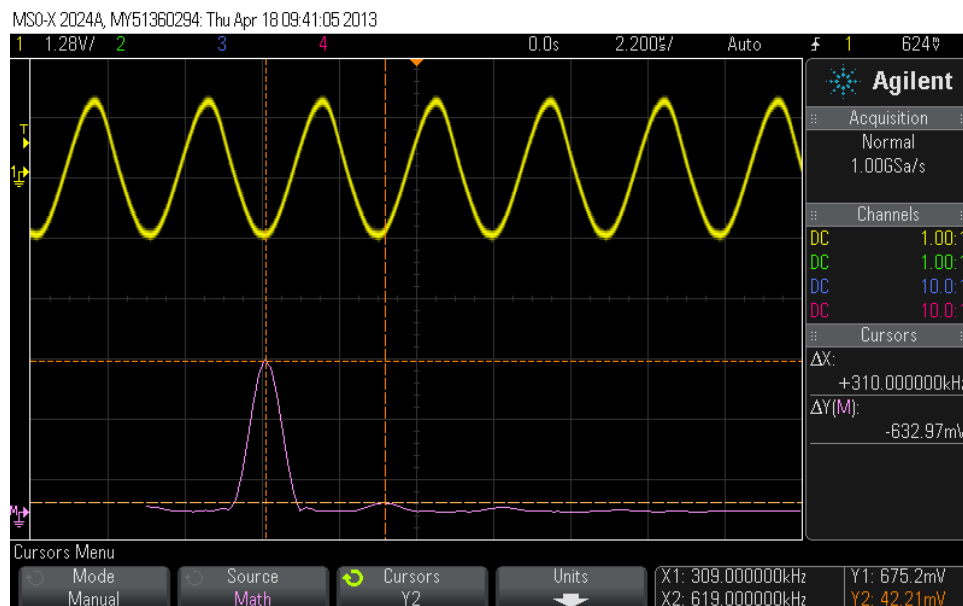 MSO-X 2024A, MY51360294: Thu Apr 18 09:41:05 2013
1 1.28V/ 2 3 4 0.0s 2.200µs/ Auto 1 624
Agilent
Acquisition
Normal
1.00GSa/s
Channels
DC 1.00:1
DC 1.00:1
DC 10.0:1
DC 10.0:1
Cursors
ΔX:
+310.000000kHz
ΔY(M):
-632.97mV
T
1
M
Cursors Menu
Mode Source Cursors Units X1: 309.000000kHz Y1: 675.2mV
Manual Math Y2 X2: 619.000000kHz Y2: 42.21mV